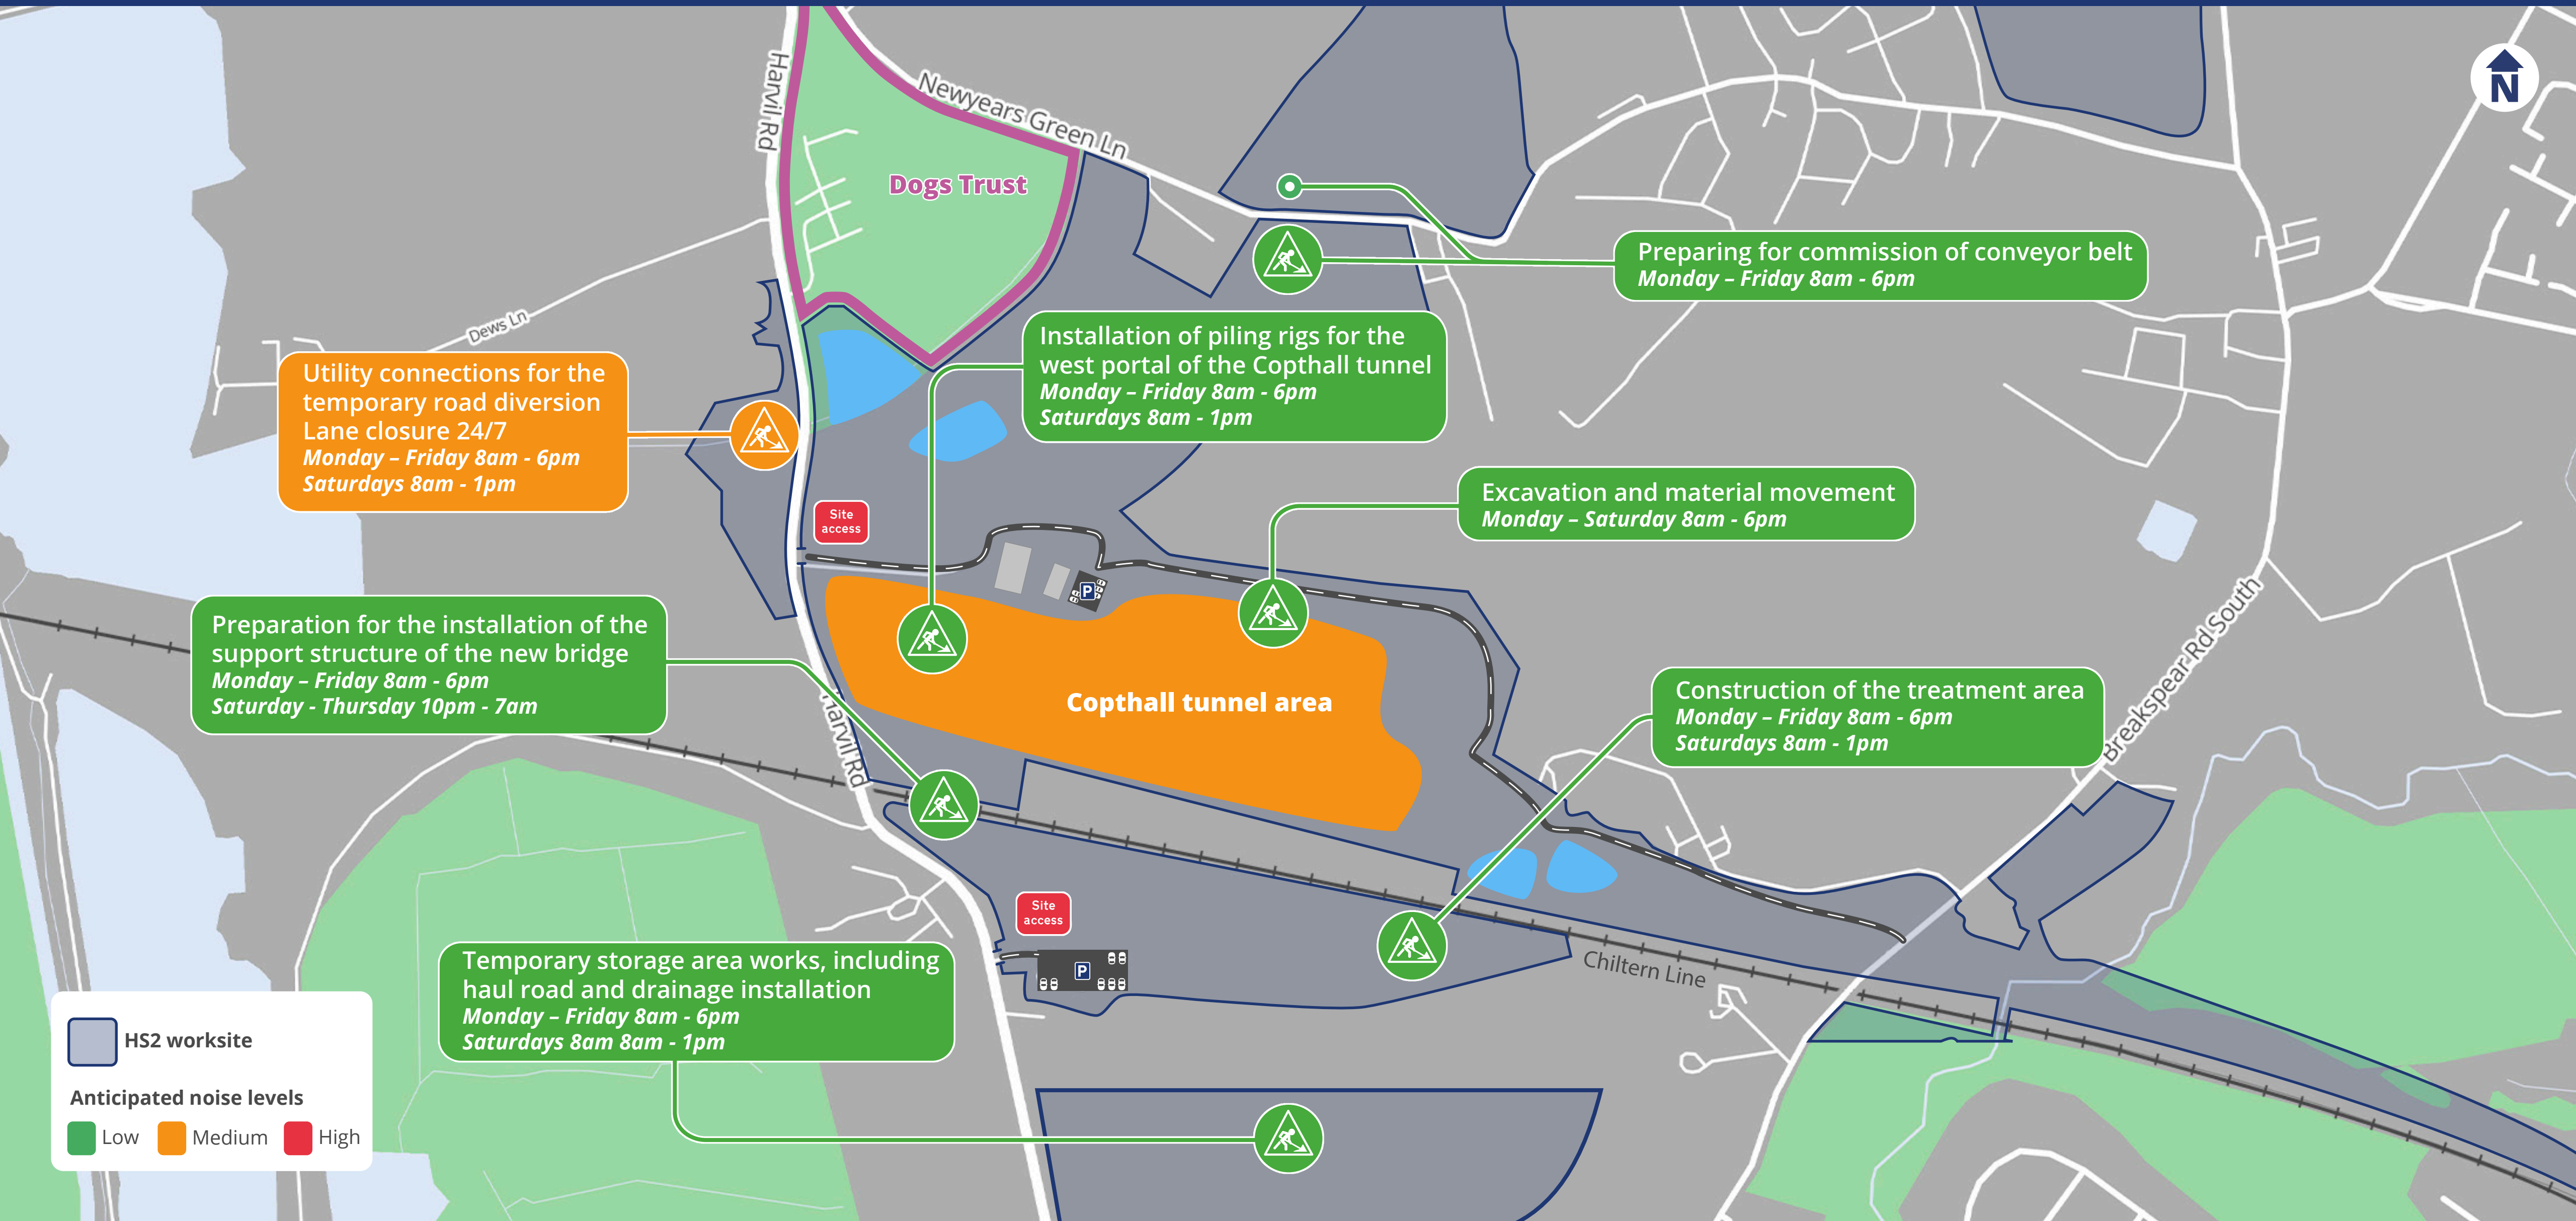 N
Harvil Rd
Newyears Green Ln
Dogs Trust
Preparing for commission of conveyor belt
Monday – Friday 8am - 6pm
Dews Ln
Installation of piling rigs for the
west portal of the Copthall tunnel
Monday – Friday 8am - 6pm
Saturdays 8am - 1pm
Utility connections for the
temporary road diversion
Lane closure 24/7
Monday – Friday 8am - 6pm
Saturdays 8am - 1pm
Excavation and material movement
Monday – Saturday 8am - 6pm
Site
access
P
Preparation for the installation of the
support structure of the new bridge
Monday – Friday 8am - 6pm
Saturday - Thursday 10pm - 7am
Copthall tunnel area
Harvil Rd
Construction of the treatment area
Monday – Friday 8am - 6pm
Saturdays 8am - 1pm
Breakspear Rd South
Site
access
P
Chiltern Line
Temporary storage area works, including
haul road and drainage installation
Monday – Friday 8am - 6pm
Saturdays 8am 8am - 1pm
HS2 worksite
Anticipated noise levels
Low
Medium
High